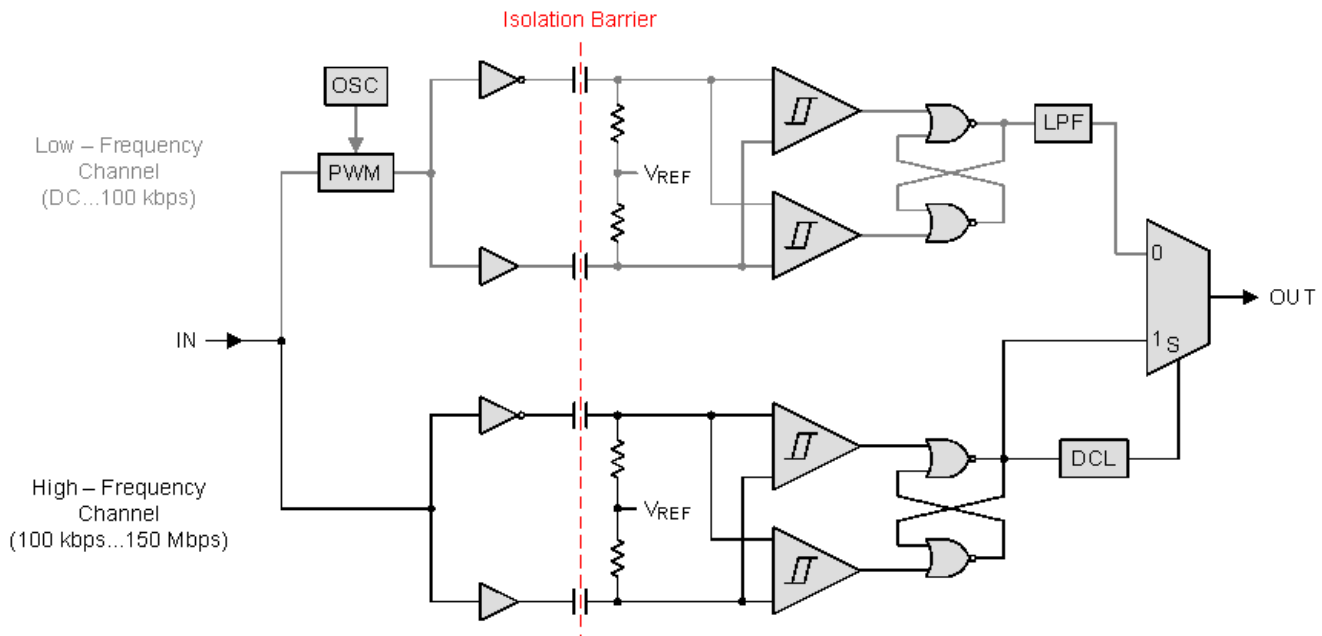 Isolation Barrier
OSC
Low – Frequency
Channel
(DC...100 kbps)
PWM
VREF
LPF
0
OUT
IN
1
S
High – Frequency
Channel
(100 kbps...150 Mbps)
VREF
DCL